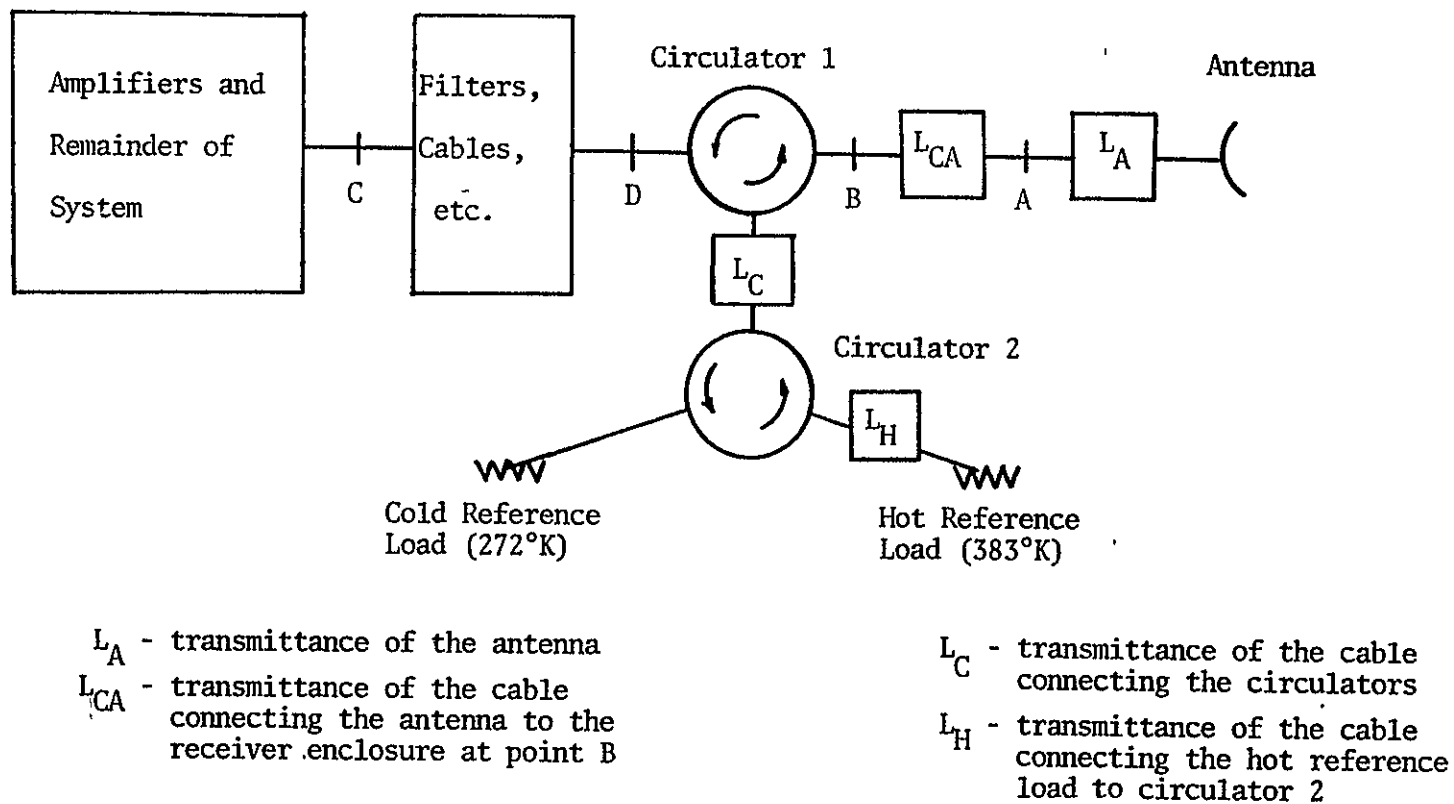 Circulator 1
Antenna
Amplifiers and
Remainder of
System
Filters,
Cables,
etc.
C
D
B
L_CA
A
L_A
L_C
Circulator 2
L_H
Cold Reference
Load (272°K)
Hot Reference
Load (383°K)
L_A - transmittance of the antenna
L_CA - transmittance of the cable
connecting the antenna to the
receiver enclosure at point B
L_C - transmittance of the cable
connecting the circulators
L_H - transmittance of the cable
connecting the hot reference
load to circulator 2